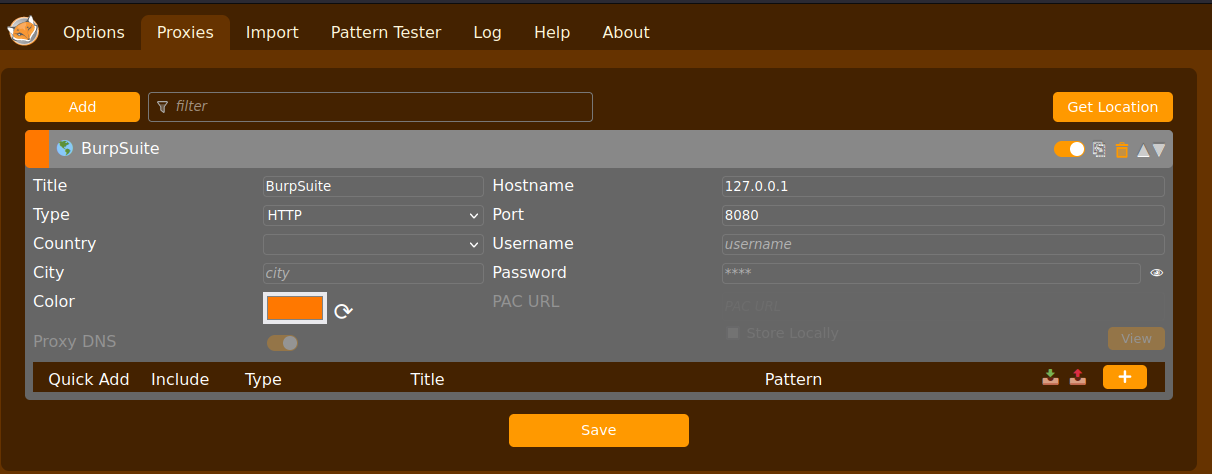 Options Proxies Import Pattern Tester Log Help About
Add filter Get Location
BurpSuite
Title BurpSuite Hostname 127.0.0.1
Type HTTP Port 8080
Country Username username
City city Password ****
Color PAC URL PAC URL
Store Locally
Proxy DNS View
Quick Add Include Type Title Pattern +
Save